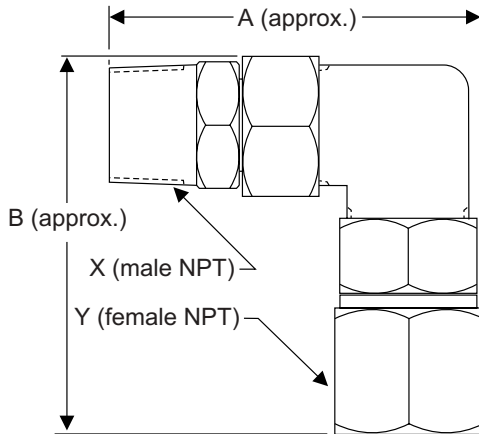 A (approx.)
B (approx.)
X (male NPT)
Y (female NPT)